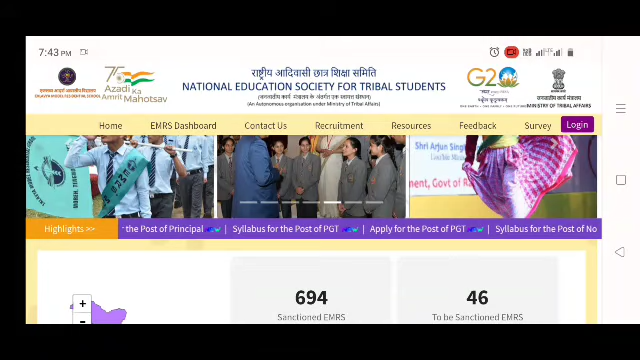 7:43 PM
75
Azadi Ka
Amrit Mahotsav
राष्ट्रीय आदिवासी छात्र शिक्षा समिति
NATIONAL EDUCATION SOCIETY FOR TRIBAL STUDENTS
(An Autonomous organisation under Ministry of Tribal Affairs)
G20
MINISTRY OF TRIBAL AFFAIRS
Home EMRS Dashboard Contact Us Recruitment Resources Feedback Survey Login
Shri Arjun Singh
ment, Govt of Ra
Highlights >> r the Post of Principal | Syllabus for the Post of PGT | Apply for the Post of PGT | Syllabus for the Post of No
694 46
Sanctioned EMRS To be Sanctioned EMRS
+
-